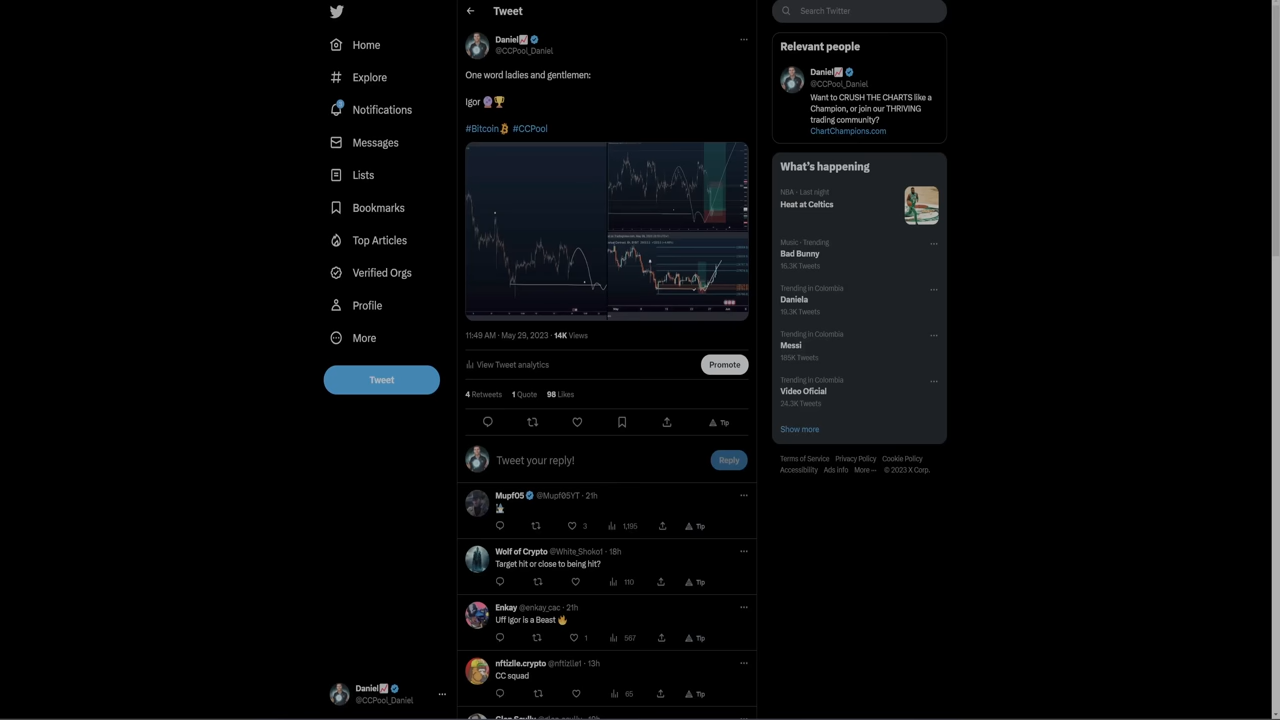 Home
Explore
Notifications
Messages
Lists
Bookmarks
Top Articles
Verified Orgs
Profile
More
Tweet
Daniel
@CCPool_Daniel
Tweet
Daniel
@CCPool_Daniel
One word ladies and gentlemen:
Igor
#Bitcoin #CCPool
11:49 AM · May 29, 2023 · 14K Views
View Tweet analytics
Promote
4 Retweets 1 Quote 98 Likes
Tip
Tweet your reply!
Reply
Mupf05 @Mupf05YT · 21h
3 1,195 Tip
Wolf of Crypto @White_Shoko1 · 18h
Target hit or close to being hit?
110 Tip
Enkay @enkay_cac · 21h
Uff Igor is a Beast
1 567 Tip
nftizlle.crypto @nftizlle1 · 13h
CC squad
65 Tip
Search Twitter
Relevant people
Daniel
@CCPool_Daniel
Want to CRUSH THE CHARTS like a
Champion, or join our THRIVING
trading community?
ChartChampions.com
What's happening
NBA · Last night
Heat at Celtics
Music · Trending
Bad Bunny
16.3K Tweets
Trending in Colombia
Daniela
19.3K Tweets
Trending in Colombia
Messi
185K Tweets
Trending in Colombia
Video Oficial
24.3K Tweets
Show more
Terms of Service Privacy Policy Cookie Policy
Accessibility Ads info More © 2023 X Corp.